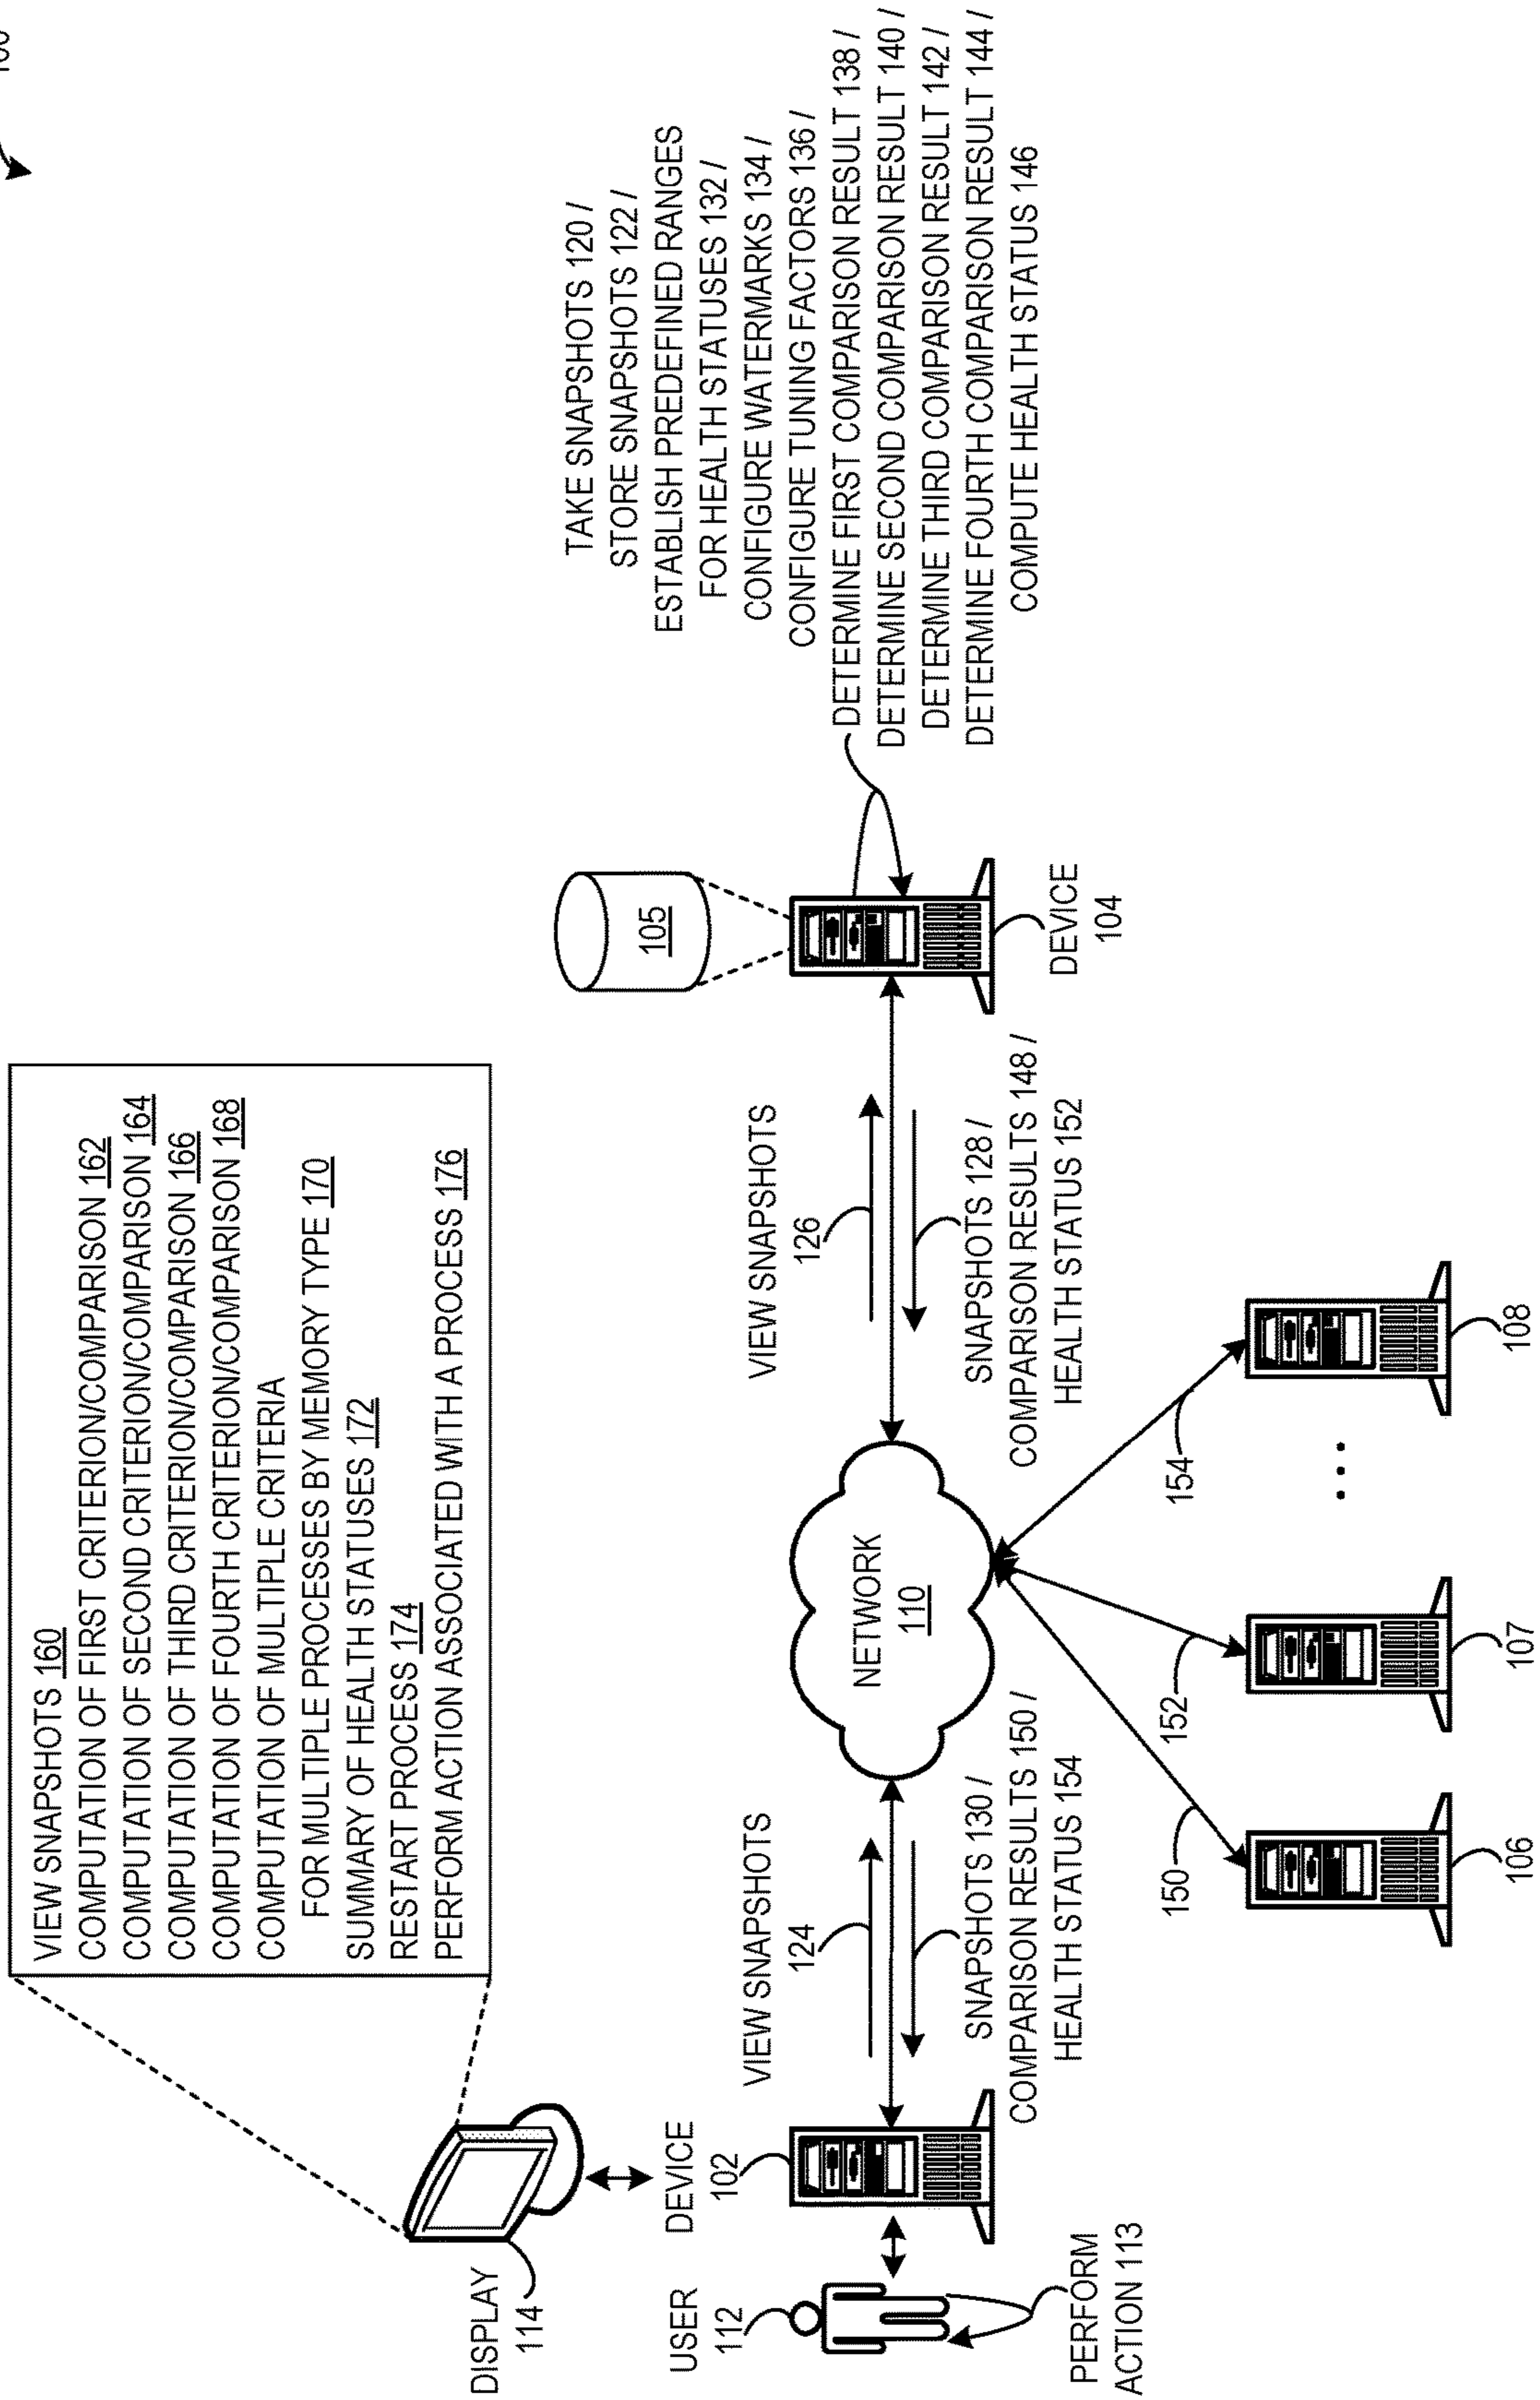 VIEW SNAPSHOTS 160
COMPUTATION OF FIRST CRITERION/COMPARISON 162
COMPUTATION OF SECOND CRITERION/COMPARISON 164
COMPUTATION OF THIRD CRITERION/COMPARISON 166
COMPUTATION OF FOURTH CRITERION/COMPARISON 168
COMPUTATION OF MULTIPLE CRITERIA
FOR MULTIPLE PROCESSES BY MEMORY TYPE 170
SUMMARY OF HEALTH STATUSES 172
RESTART PROCESS 174
PERFORM ACTION ASSOCIATED WITH A PROCESS 176
DISPLAY
114
USER
112
PERFORM
ACTION 113
DEVICE
102
VIEW SNAPSHOTS
124
SNAPSHOTS 130 /
COMPARISON RESULTS 150 /
HEALTH STATUS 154
NETWORK
110
VIEW SNAPSHOTS
126
SNAPSHOTS 128 /
COMPARISON RESULTS 148 /
HEALTH STATUS 152
105
DEVICE
104
TAKE SNAPSHOTS 120 /
STORE SNAPSHOTS 122 /
ESTABLISH PREDEFINED RANGES
FOR HEALTH STATUSES 132 /
CONFIGURE WATERMARKS 134 /
CONFIGURE TUNING FACTORS 136 /
DETERMINE FIRST COMPARISON RESULT 138 /
DETERMINE SECOND COMPARISON RESULT 140 /
DETERMINE THIRD COMPARISON RESULT 142 /
DETERMINE FOURTH COMPARISON RESULT 144 /
COMPUTE HEALTH STATUS 146
150
152
154
106
107
. . .
108